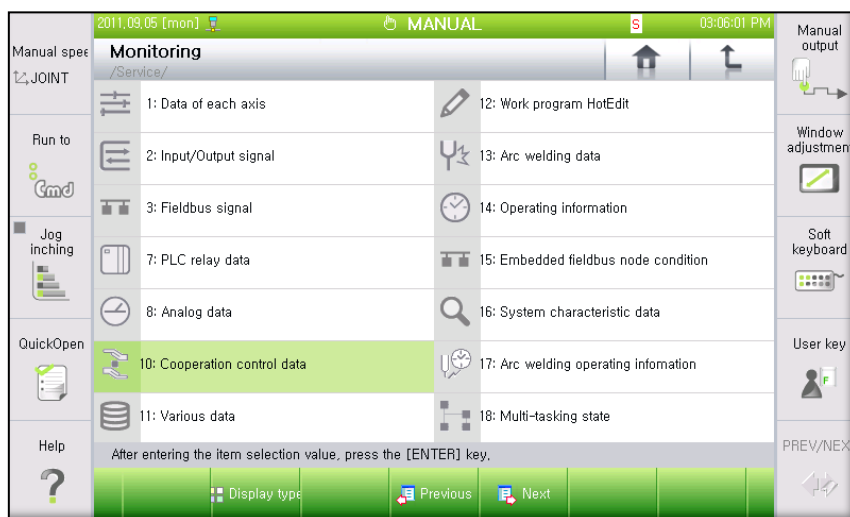 2011,09,05 [mon]
MANUAL
S
03:06:01 PM
Manual spee
JOINT
Run to
Cmd
Jog
inching
QuickOpen
Help
Monitoring
/Service/
1: Data of each axis
2: Input/Output signal
3: Fieldbus signal
7: PLC relay data
8: Analog data
10: Cooperation control data
11: Various data
12: Work program HotEdit
13: Arc welding data
14: Operating information
15: Embedded fieldbus node condition
16: System characteristic data
17: Arc welding operating infomation
18: Multi-tasking state
After entering the item selection value, press the [ENTER] key,
Display type
Previous
Next
Manual
output
Window
adjustmen
Soft
keyboard
User key
F
PREV/NEX